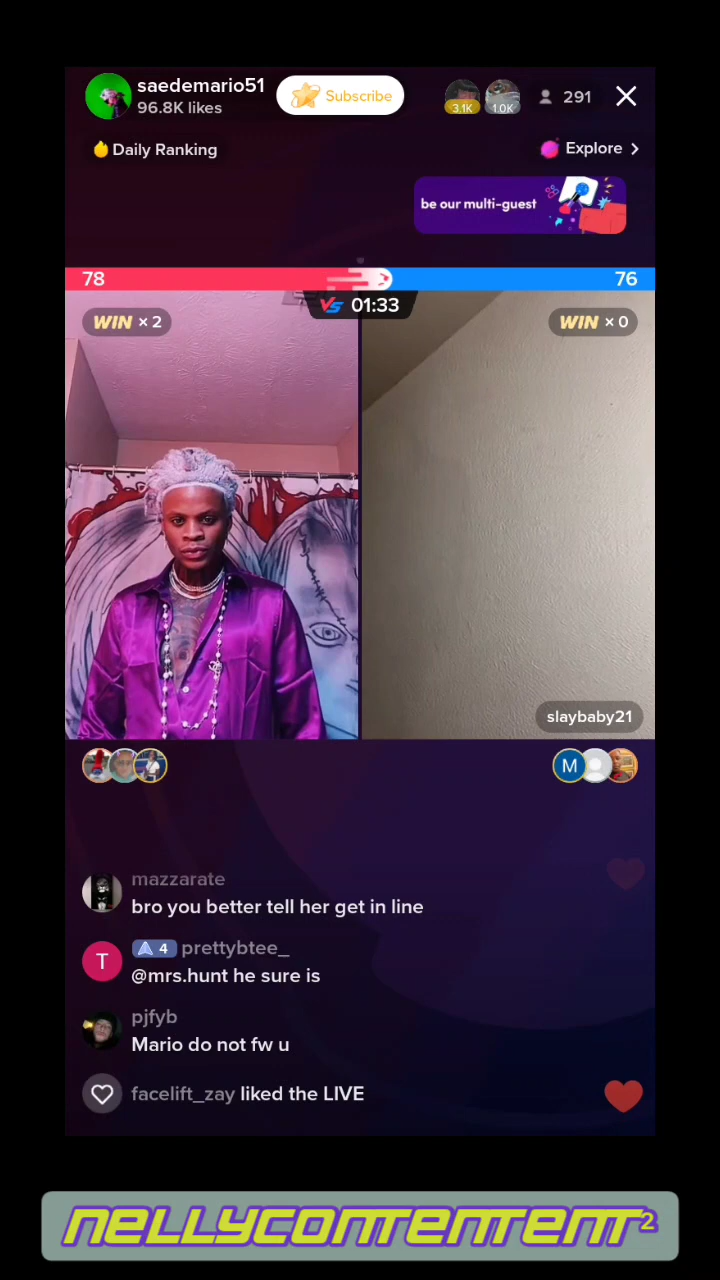 saedemario51
96.8K likes
Subscribe
3.1K
1.0K
291
Daily Ranking
Explore
be our multi-guest
78
76
VS 01:33
WIN × 2
WIN × 0
slaybaby21
M
mazzarate
bro you better tell her get in line
T
4 prettybtee_
@mrs.hunt he sure is
pjfyb
Mario do not fw u
facelift_zay liked the LIVE
NELLYCONTENTENT²